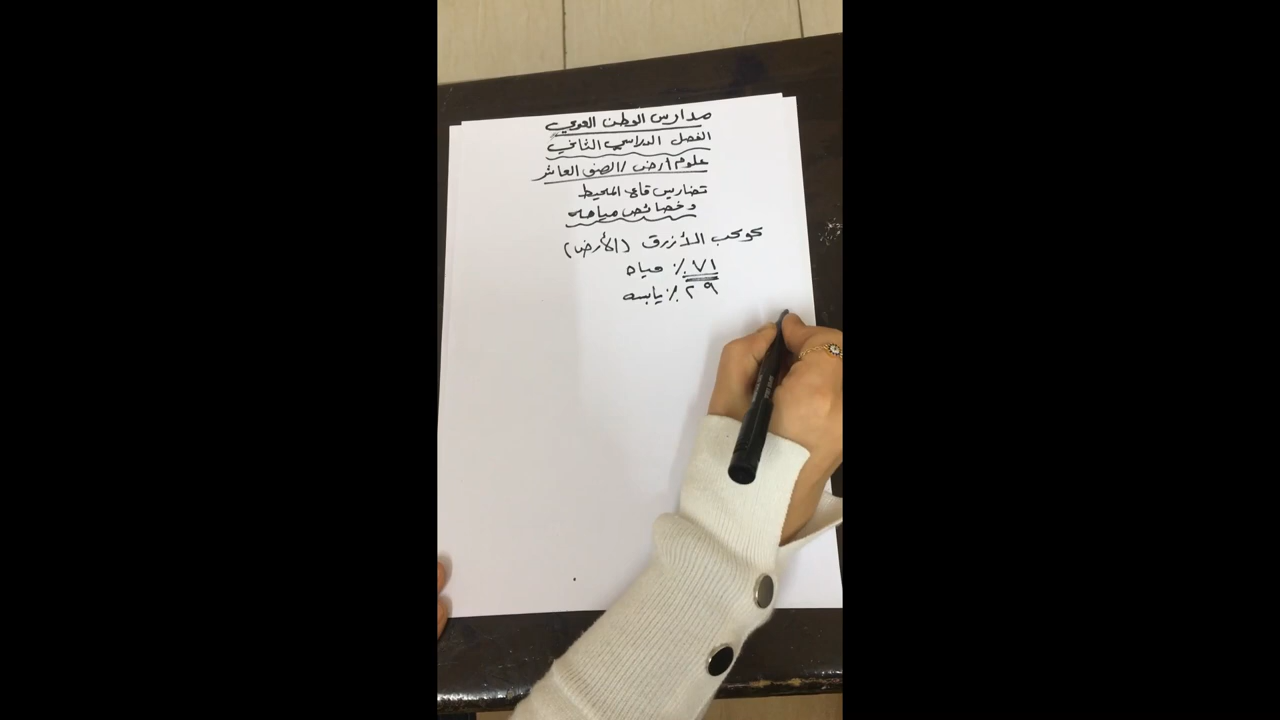 مدارس الوطن العربي
الفصل الدراسي الثاني
علوم أرض / الصف العاشر
تضاريس قاع المحيط
وخصائص مياهه
كوكب الأزرق (الأرض)
٧١٪ مياه
٢٩٪ يابسه